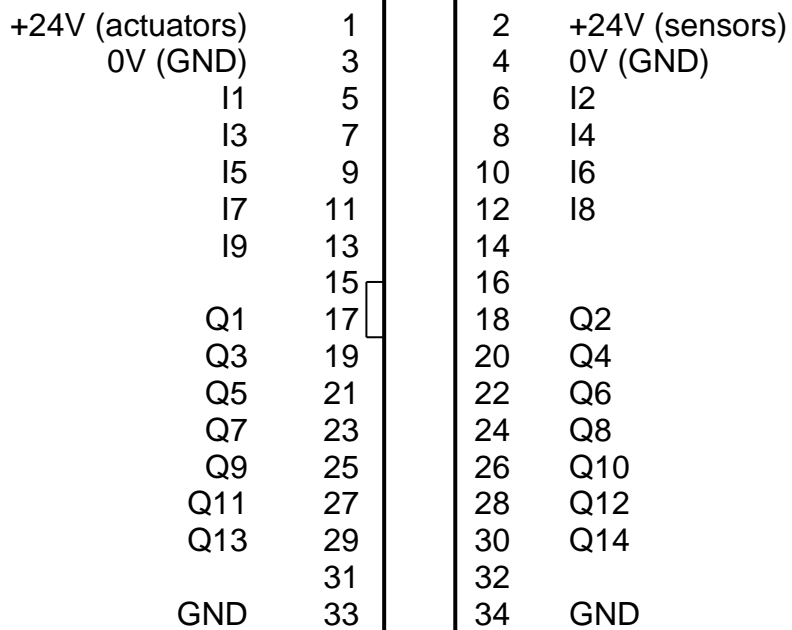 +24V (actuators) 1 2 +24V (sensors)
0V (GND) 3 4 0V (GND)
I1 5 6 I2
I3 7 8 I4
I5 9 10 I6
I7 11 12 I8
I9 13 14
15 16
Q1 17 18 Q2
Q3 19 20 Q4
Q5 21 22 Q6
Q7 23 24 Q8
Q9 25 26 Q10
Q11 27 28 Q12
Q13 29 30 Q14
31 32
GND 33 34 GND